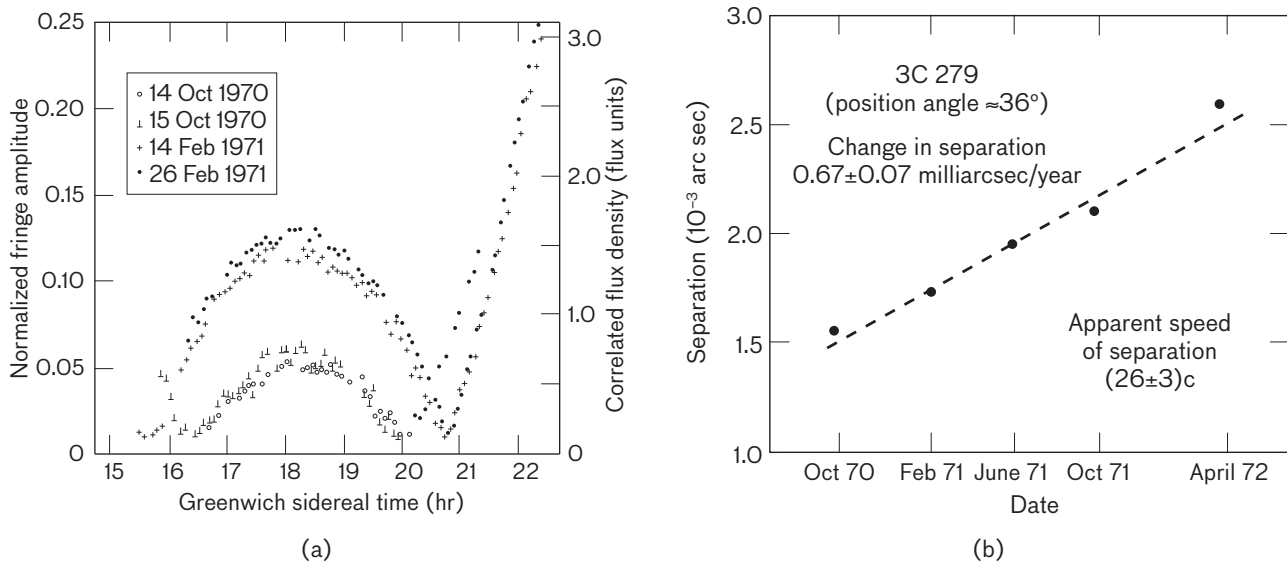 0.25
0.20
0.15
0.10
0.05
0
Normalized fringe amplitude
14 Oct 1970
15 Oct 1970
14 Feb 1971
26 Feb 1971
3.0
2.0
1.0
0
Correlated flux density (flux units)
15 16 17 18 19 20 21 22
Greenwich sidereal time (hr)
(a)
3.0
2.5
2.0
1.5
1.0
Separation (10⁻³ arc sec)
3C 279
(position angle ≈36°)
Change in separation
0.67±0.07 milliarcsec/year
Apparent speed
of separation
(26±3)c
Oct 70 Feb 71 June 71 Oct 71 April 72
Date
(b)